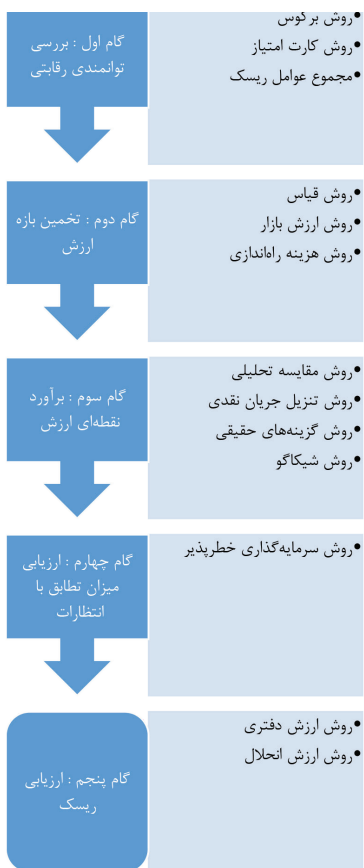 گام اول : بررسی
توانمندی رقابتی
•روش برکوس
•روش کارت امتیاز
•مجموع عوامل ریسک
گام دوم : تخمین بازه
ارزش
•روش قیاس
•روش ارزش بازار
•روش هزینه راه‌اندازی
گام سوم : برآورد
نقطه‌ای ارزش
•روش مقایسه تحلیلی
•روش تنزیل جریان نقدی
•روش گزینه‌های حقیقی
•روش شیکاگو
گام چهارم : ارزیابی
میزان تطابق با
انتظارات
•روش سرمایه‌گذاری خطرپذیر
گام پنجم : ارزیابی
ریسک
•روش ارزش دفتری
•روش ارزش انحلال